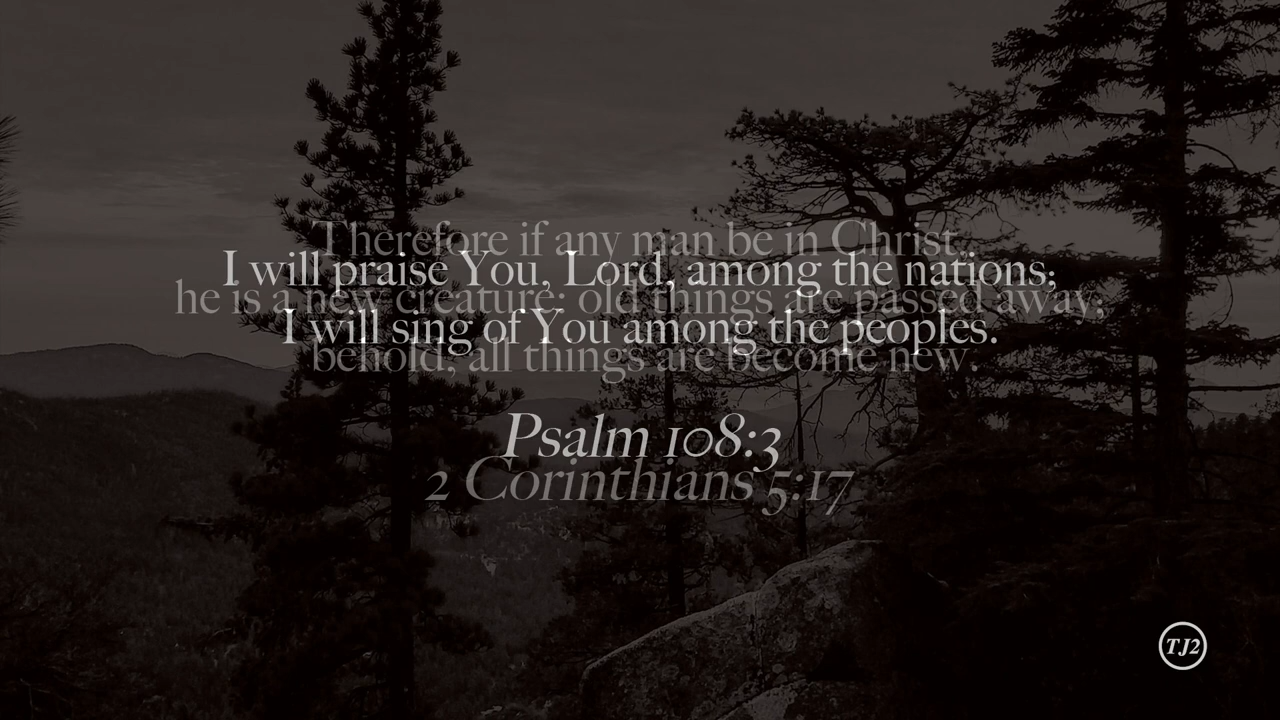 Therefore if any man be in Christ
he is a new creature: old things are passed away;
behold, all things are become new.
2 Corinthians 5:17
I will praise You, Lord, among the nations;
I will sing of You among the peoples.
Psalm 108:3
TJ2